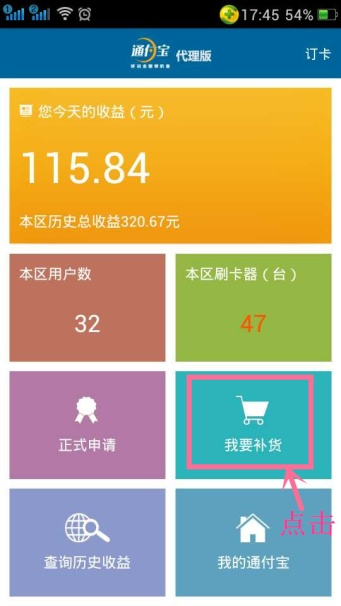 1 2 17:45 54%
通付宝 代理版 订卡
您今天的收益（元）
115.84
本区历史总收益320.67元
本区用户数 本区刷卡器（台）
32 47
正式申请 我要补货
点击
查询历史收益 我的通付宝